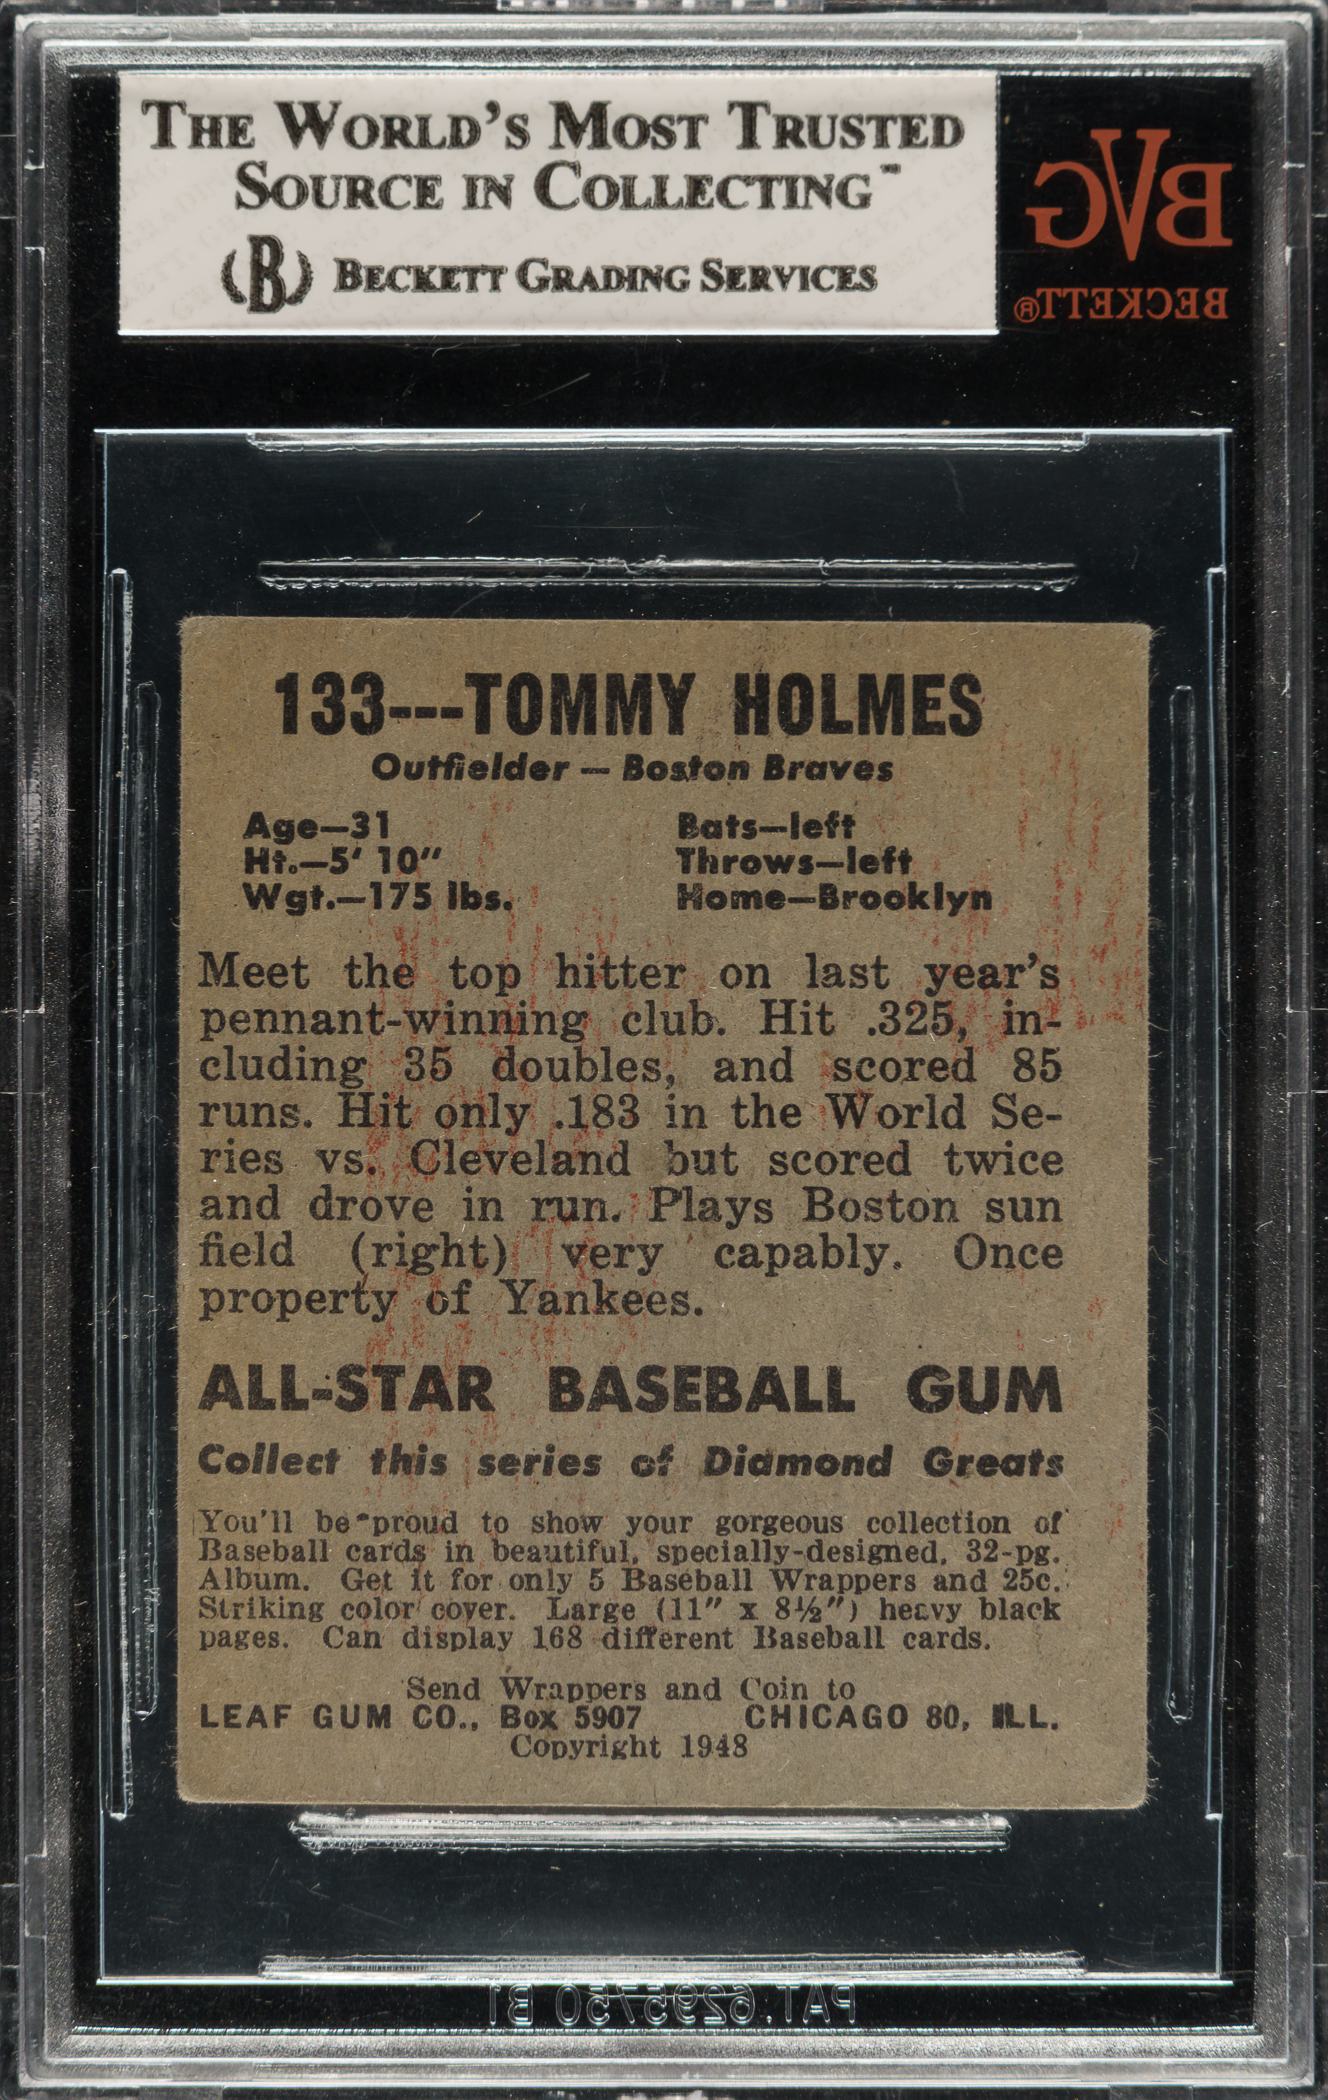 THE WORLD'S MOST TRUSTED
SOURCE IN COLLECTING™
(B) BECKETT GRADING SERVICES
BVG
BECKETT®
133---TOMMY HOLMES
Outfielder — Boston Braves
Age—31
Ht.—5' 10"
Wgt.—175 lbs.
Bats—left
Throws—left
Home—Brooklyn
Meet the top hitter on last year's
pennant-winning club. Hit .325, in-
cluding 35 doubles, and scored 85
runs. Hit only .183 in the World Se-
ries vs. Cleveland but scored twice
and drove in run. Plays Boston sun
field (right) very capably. Once
property of Yankees.
ALL-STAR BASEBALL GUM
Collect this series of Diamond Greats
You'll be proud to show your gorgeous collection of
Baseball cards in beautiful, specially-designed, 32-pg.
Album. Get it for only 5 Baseball Wrappers and 25c.
Striking color cover. Large (11" x 8½") heavy black
pages. Can display 168 different Baseball cards.
Send Wrappers and Coin to
LEAF GUM CO., Box 5907 CHICAGO 80, ILL.
Copyright 1948
PAT.6295750 B1